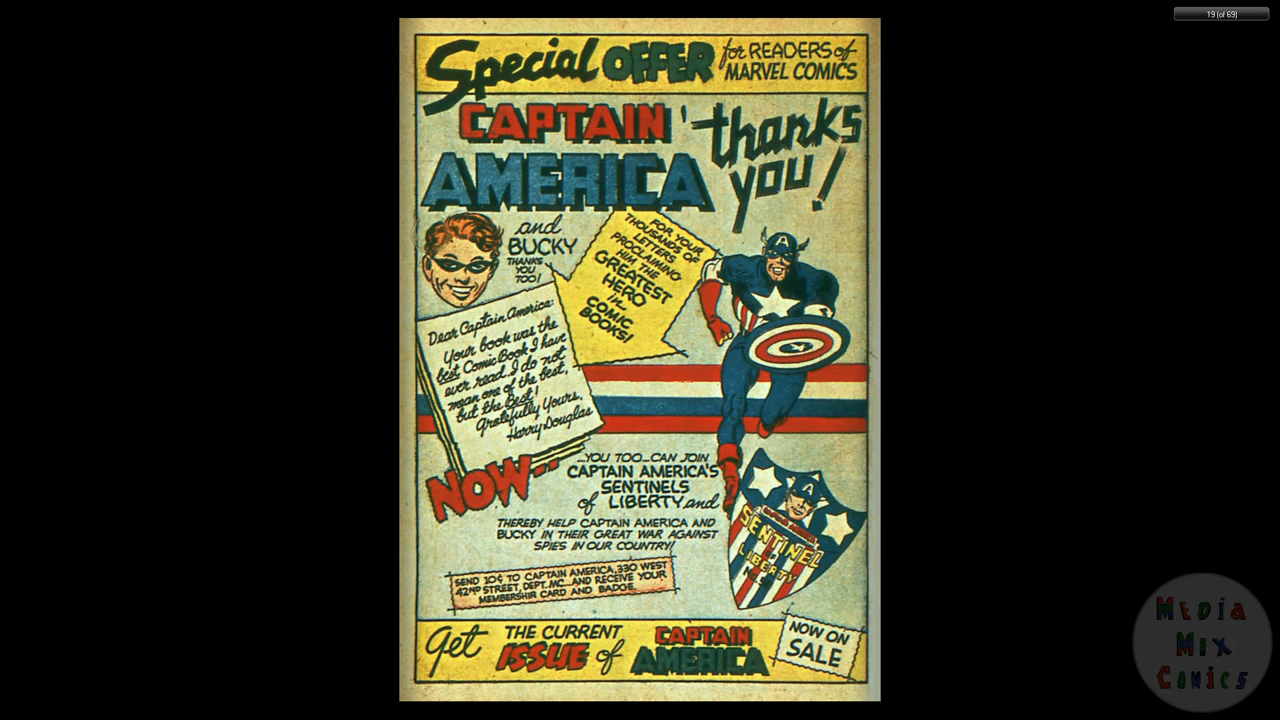 19 (of 69)
Special OFFER for READERS of
MARVEL COMICS
CAPTAIN
AMERICA
thanks
you!
and
BUCKY
THANKS
YOU
TOO!
FOR YOUR
THOUSANDS OF
LETTERS
PROCLAIMING
HIM THE
GREATEST
HERO
in
COMIC
BOOKS!
A
Dear Captain America:
Your book was the
best Comic Book I have
ever read. I do not
mean one of the best,
but the Best!
Gratefully Yours,
Harry Douglas
NOW--
...YOU TOO...CAN JOIN
CAPTAIN AMERICA'S
SENTINELS
of LIBERTY and
THEREBY HELP CAPTAIN AMERICA AND
BUCKY IN THEIR GREAT WAR AGAINST
SPIES IN OUR COUNTRY!
SEND 10¢ TO CAPTAIN AMERICA, 330 WEST
42ND STREET, DEPT. MC...AND RECEIVE YOUR
MEMBERSHIP CARD AND BADGE.
A
CAPTAIN AMERICA
SENTINEL
OF
LIBERTY
Get THE CURRENT
ISSUE of
CAPTAIN
AMERICA
NOW ON
SALE
MEDiA
MiX
COMiCS